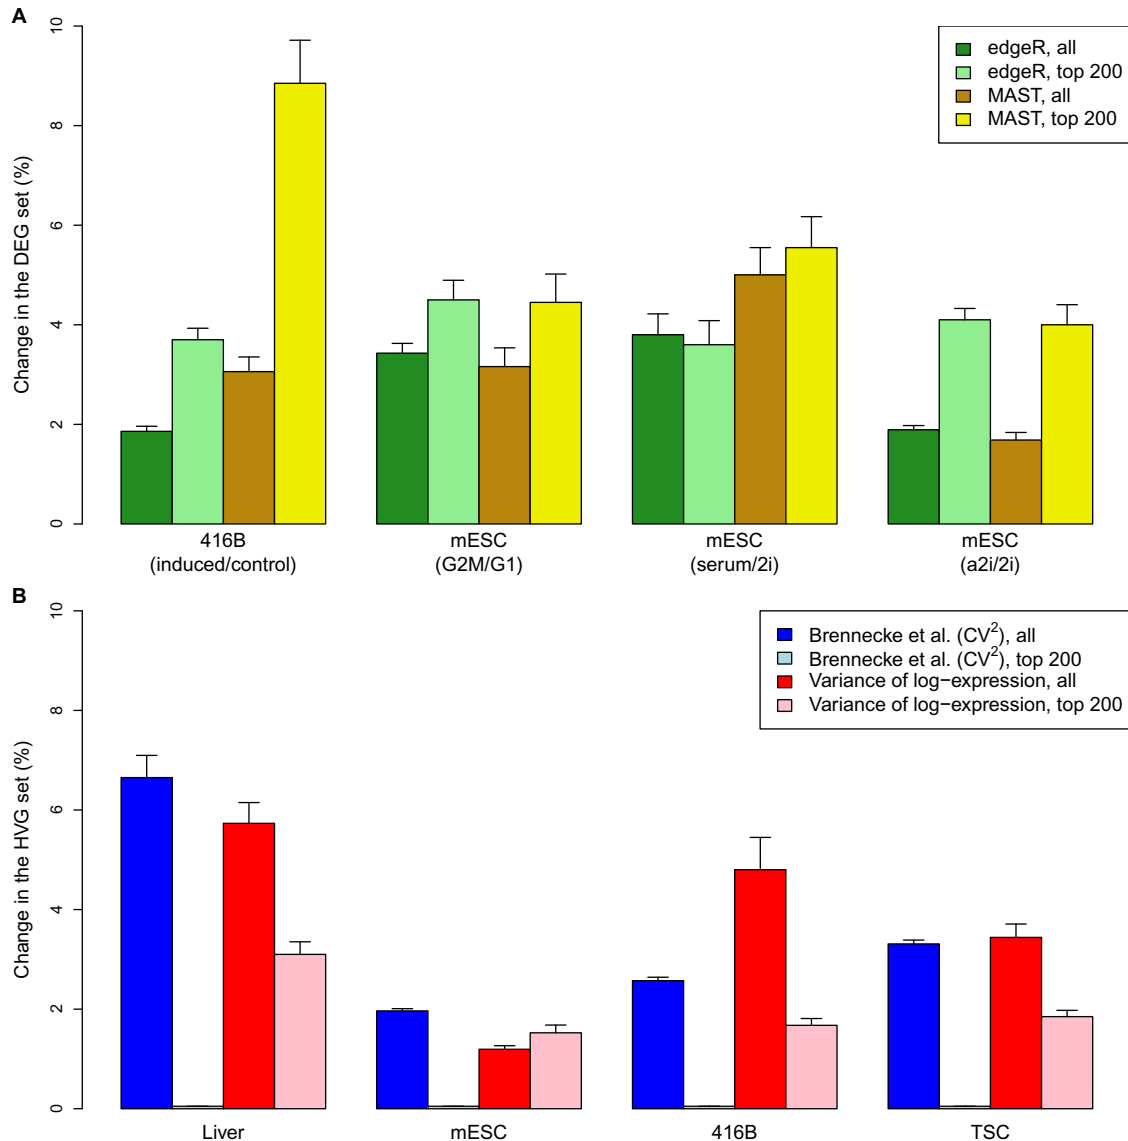 A
Change in the DEG set (%)
10
8
6
4
2
0
edgeR, all
edgeR, top 200
MAST, all
MAST, top 200
416B
(induced/control)
mESC
(G2M/G1)
mESC
(serum/2i)
mESC
(a2i/2i)
B
Change in the HVG set (%)
10
8
6
4
2
0
Brennecke et al. (CV²), all
Brennecke et al. (CV²), top 200
Variance of log−expression, all
Variance of log−expression, top 200
Liver
mESC
416B
TSC